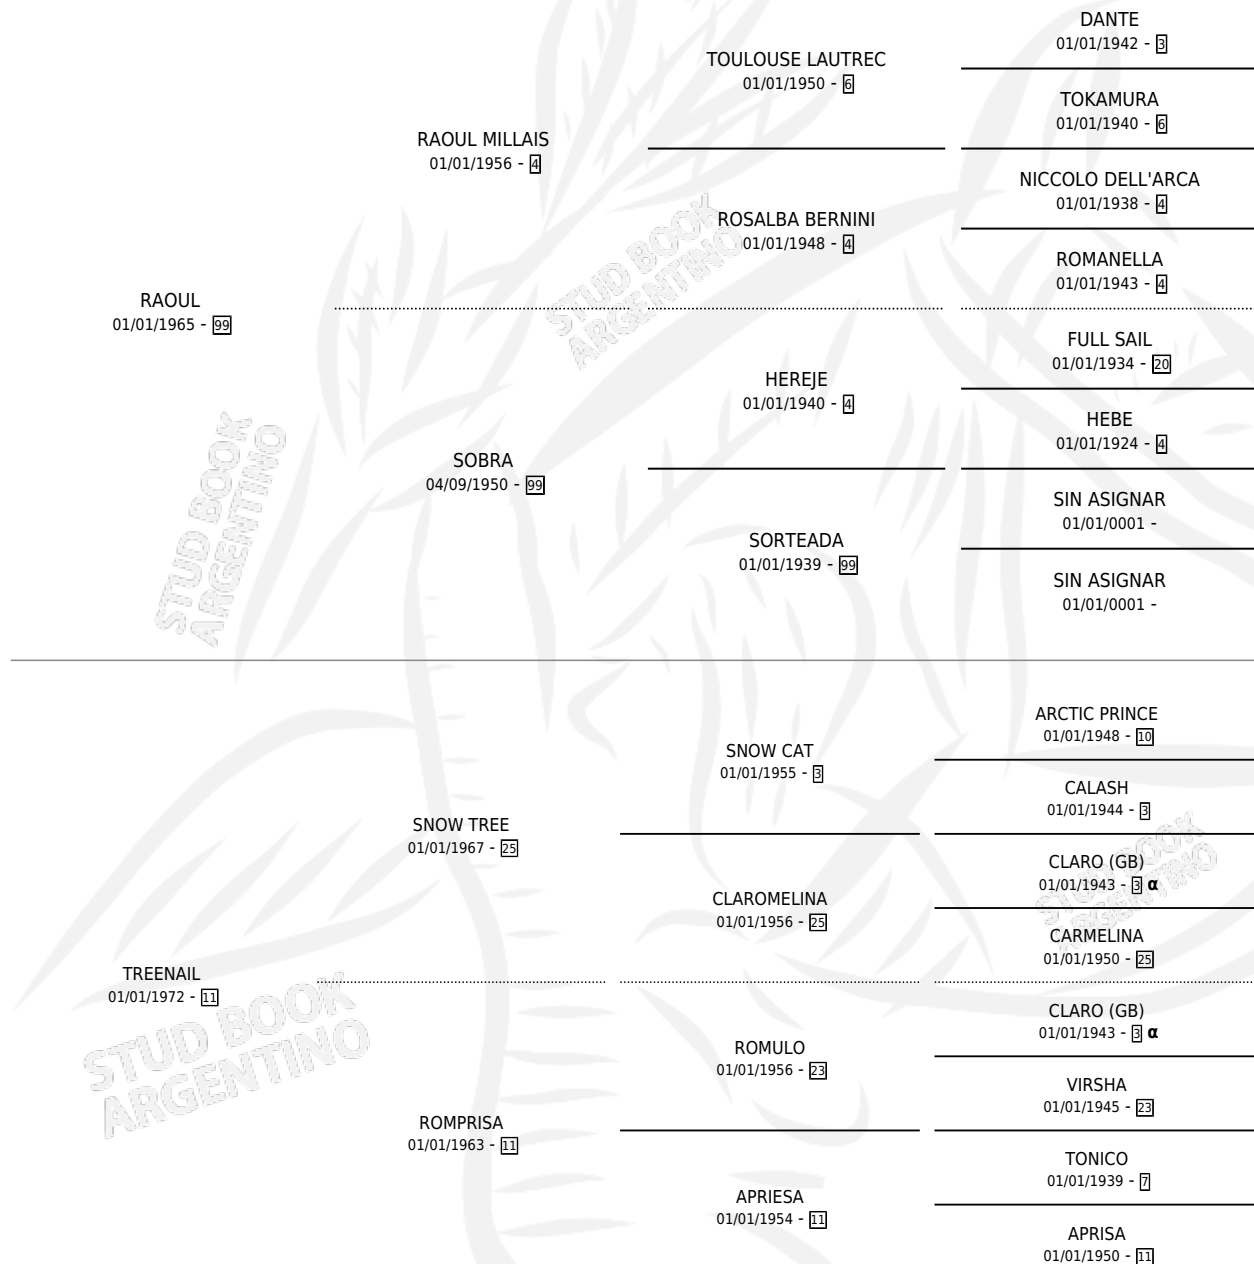 DANTE
01/01/1942 - 3
TOULOUSE LAUTREC
01/01/1950 - 6
TOKAMURA
01/01/1940 - 6
RAOUL MILLAIS
01/01/1956 - 4
NICCOLO DELL'ARCA
01/01/1938 - 4
ROSALBA BERNINI
01/01/1948 - 4
ROMANELLA
01/01/1943 - 4
RAOUL
01/01/1965 - 99
FULL SAIL
01/01/1934 - 20
HEREJE
01/01/1940 - 4
HEBE
01/01/1924 - 4
SOBRA
04/09/1950 - 99
SIN ASIGNAR
01/01/0001 -
SORTEADA
01/01/1939 - 99
SIN ASIGNAR
01/01/0001 -
ARCTIC PRINCE
01/01/1948 - 10
SNOW CAT
01/01/1955 - 3
CALASH
01/01/1944 - 3
SNOW TREE
01/01/1967 - 25
CLARO (GB)
01/01/1943 - 3 α
CLAROMELINA
01/01/1956 - 25
CARMELINA
01/01/1950 - 25
TREENAIL
01/01/1972 - 11
CLARO (GB)
01/01/1943 - 3 α
ROMULO
01/01/1956 - 23
VIRSHA
01/01/1945 - 23
ROMPRISA
01/01/1963 - 11
TONICO
01/01/1939 - 7
APRIESA
01/01/1954 - 11
APRISA
01/01/1950 - 11
STUD BOOK
ARGENTINO
STUD BOOK
ARGENTINO
STUD BOOK
ARGENTINO
STUD BOOK
ARGENTINO